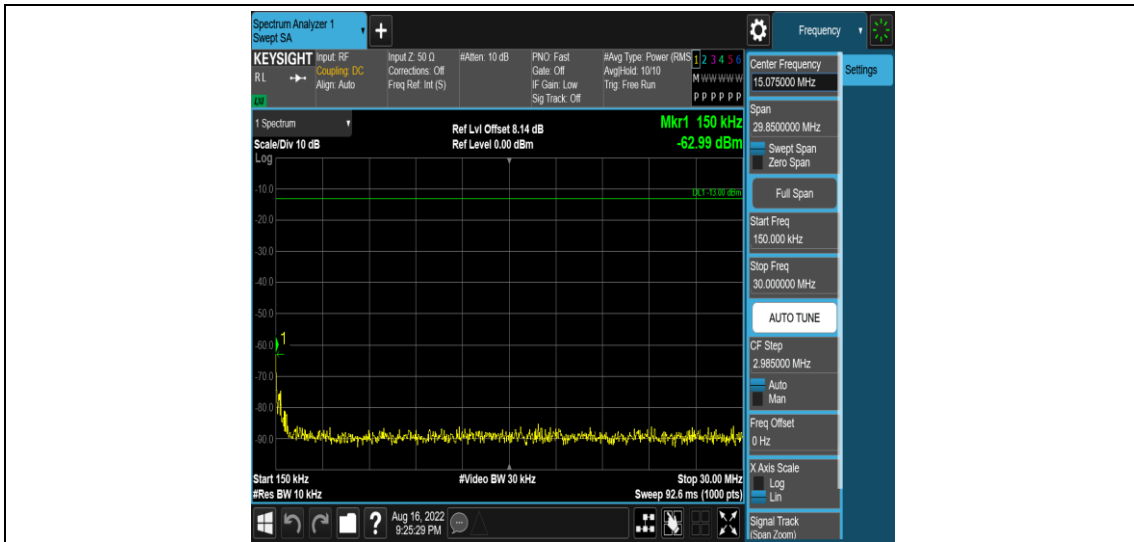 Spectrum Analyzer 1
Swept SA
+
Frequency
KEYSIGHT
RL
LXI
Input: RF
Coupling: DC
Align: Auto
Input Z: 50 Ω
Corrections: Off
Freq Ref: Int (S)
#Atten: 10 dB
PNO: Fast
Gate: Off
IF Gain: Low
Sig Track: Off
#Avg Type: Power (RMS
Avg|Hold: 10/10
Trig: Free Run
1 2 3 4 5 6
M W W W W W
P P P P P P
1 Spectrum
Scale/Div 10 dB
Log
Ref Lvl Offset 8.14 dB
Ref Level 0.00 dBm
Mkr1 150 kHz
-62.99 dBm
DL1 -13.00 dBm
-10.0
-20.0
-30.0
-40.0
-50.0
1
-60.0
-70.0
-80.0
-90.0
Start 150 kHz
#Res BW 10 kHz
#Video BW 30 kHz
Stop 30.00 MHz
Sweep 92.6 ms (1000 pts)
?
Aug 16, 2022
9:25:29 PM
Center Frequency
15.075000 MHz
Settings
Span
29.8500000 MHz
Swept Span
Zero Span
Full Span
Start Freq
150.000 kHz
Stop Freq
30.000000 MHz
AUTO TUNE
CF Step
2.985000 MHz
Auto
Man
Freq Offset
0 Hz
X Axis Scale
Log
Lin
Signal Track
(Span Zoom)